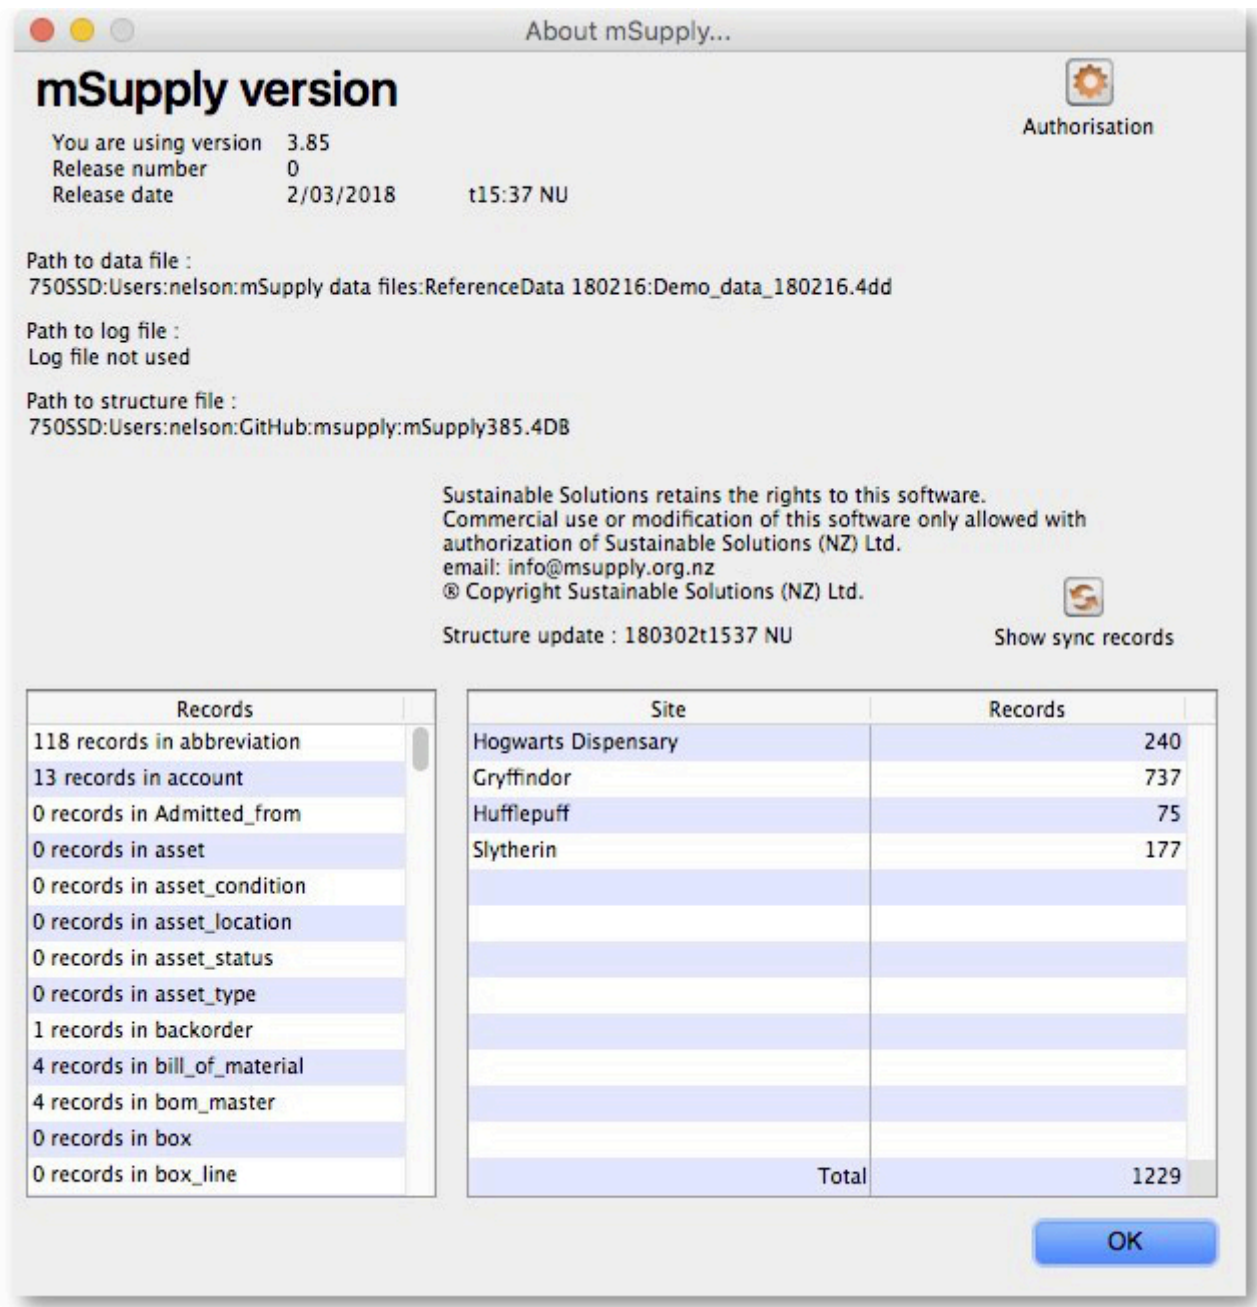 About mSupply...
mSupply version
Authorisation
You are using version 3.85
Release number 0
Release date 2/03/2018 t15:37 NU
Path to data file :
750SSD:Users:nelson:mSupply data files:ReferenceData 180216:Demo_data_180216.4dd
Path to log file :
Log file not used
Path to structure file :
750SSD:Users:nelson:GitHub:msupply:mSupply385.4DB
Sustainable Solutions retains the rights to this software.
Commercial use or modification of this software only allowed with
authorization of Sustainable Solutions (NZ) Ltd.
email: info@msupply.org.nz
® Copyright Sustainable Solutions (NZ) Ltd.
Structure update : 180302t1537 NU
Show sync records
Records
118 records in abbreviation
13 records in account
0 records in Admitted_from
0 records in asset
0 records in asset_condition
0 records in asset_location
0 records in asset_status
0 records in asset_type
1 records in backorder
4 records in bill_of_material
4 records in bom_master
0 records in box
0 records in box_line
Site Records
Hogwarts Dispensary 240
Gryffindor 737
Hufflepuff 75
Slytherin 177
Total 1229
OK